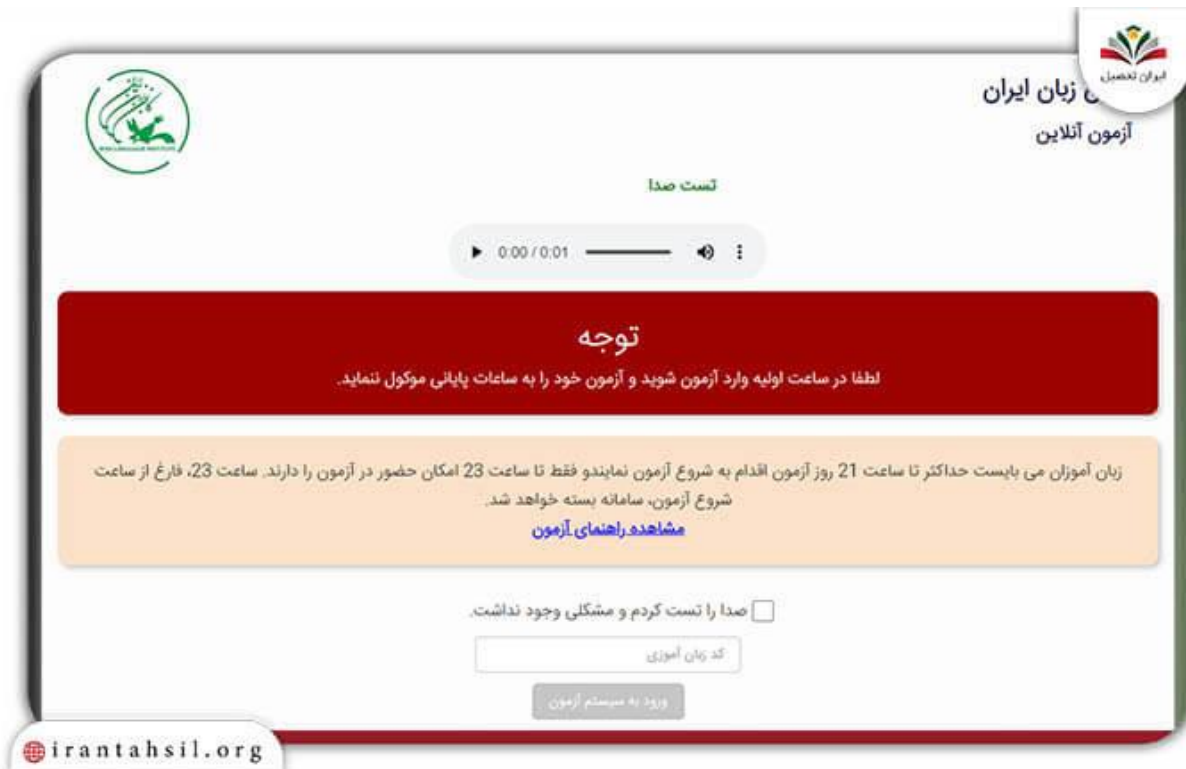 ایران تحصیل
زبان ایران
آزمون آنلاین
IRAN LANGUAGE INSTITUTE
تست صدا
0:00 / 0:01
توجه
لطفا در ساعت اولیه وارد آزمون شوید و آزمون خود را به ساعات پایانی موکول ننماید.
زبان آموزان می بایست حداکثر تا ساعت 21 روز آزمون اقدام به شروع آزمون نمایندو فقط تا ساعت 23 امکان حضور در آزمون را دارند. ساعت 23، فارغ از ساعت
شروع آزمون، سامانه بسته خواهد شد.
مشاهده راهنمای آزمون
صدا را تست کردم و مشکلی وجود نداشت.
کد زبان آموزی
ورود به سیستم آزمون
irantahsil.org